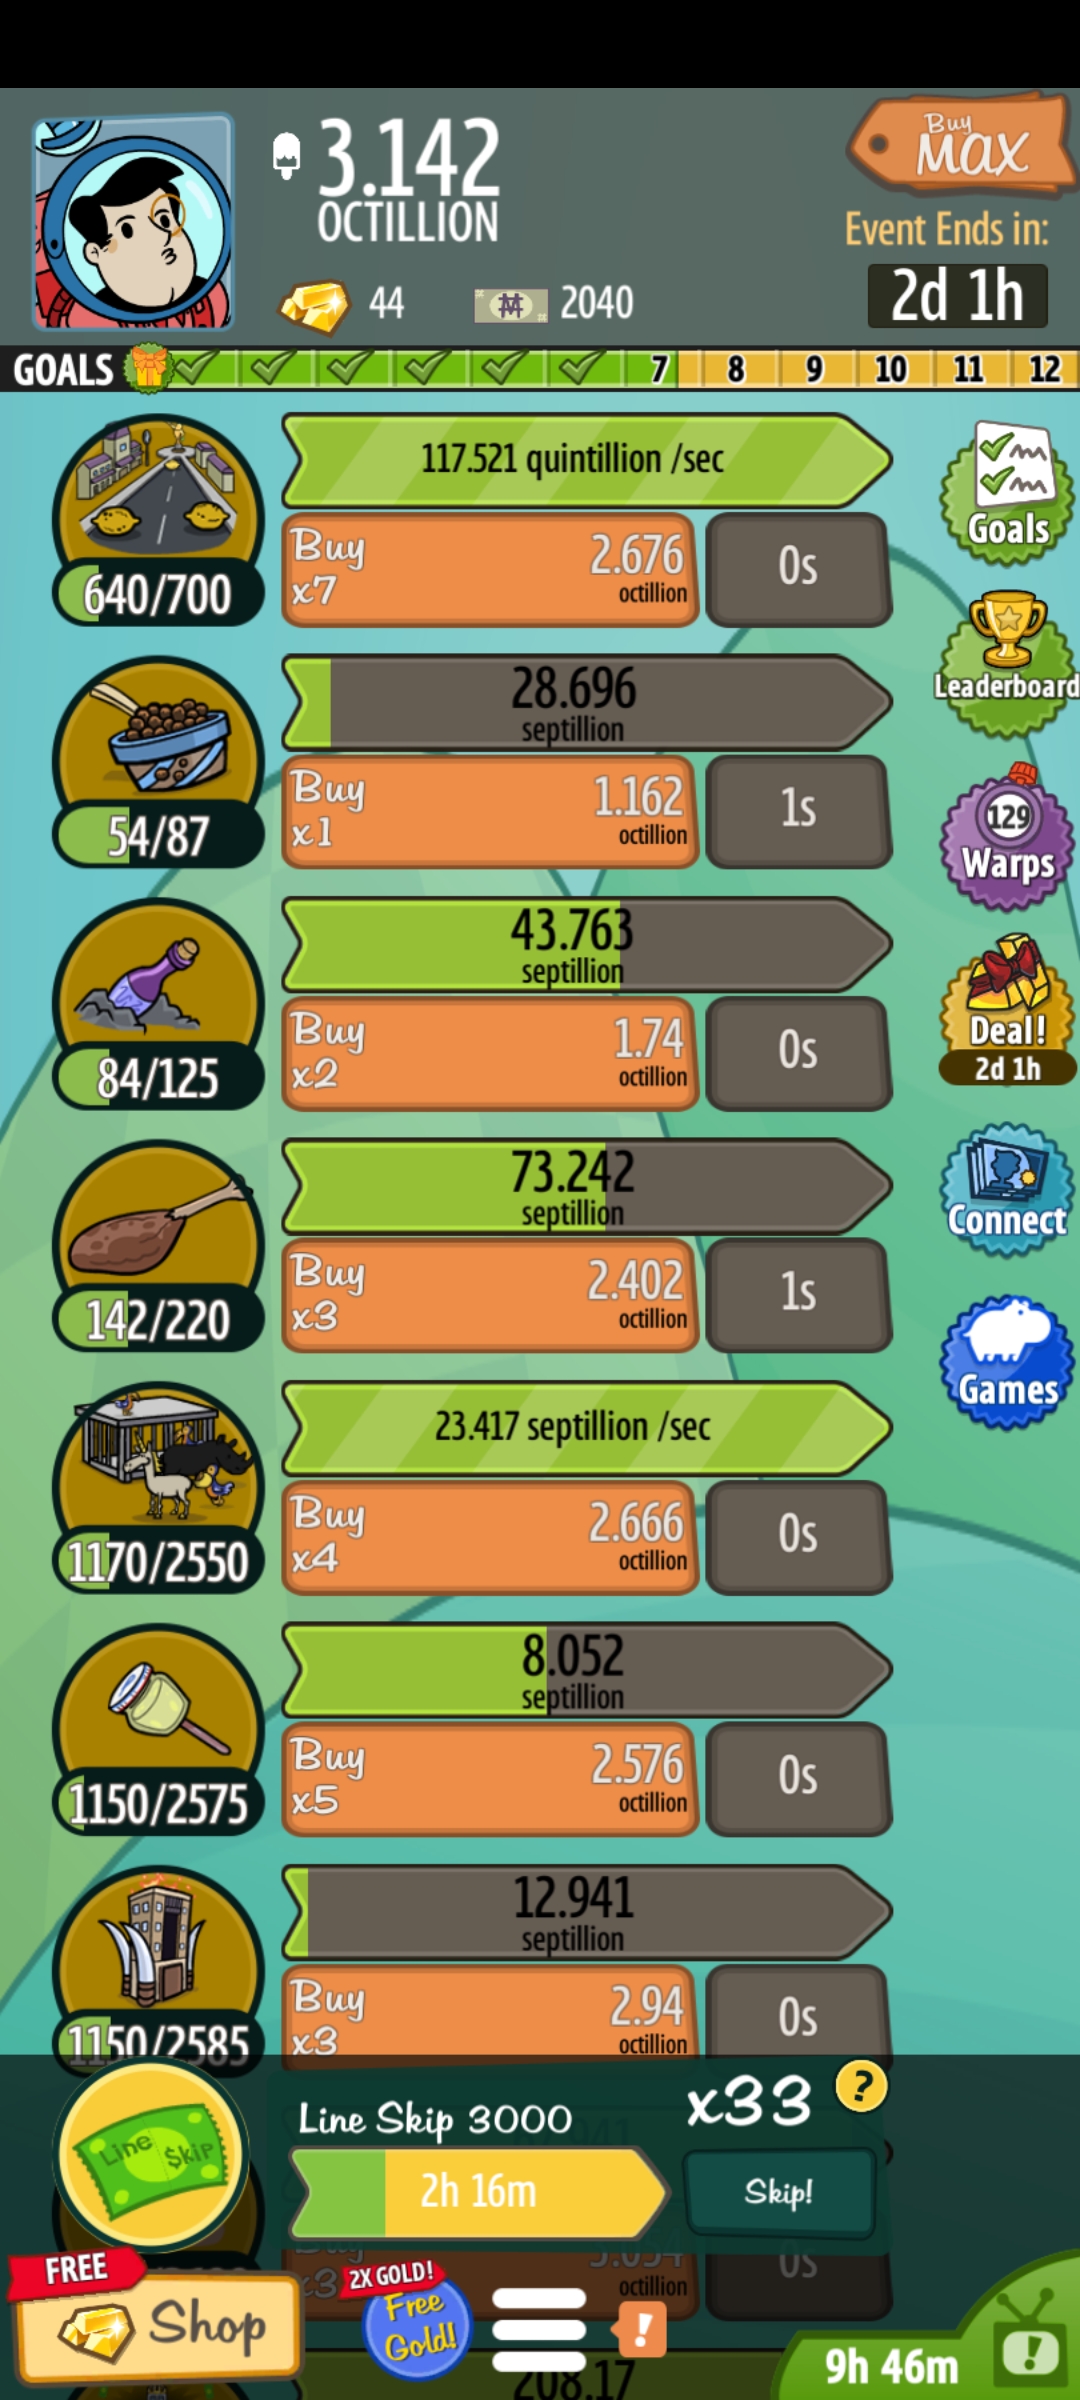 3.142
OCTILLION
Buy
MAX
Event Ends in:
2d 1h
44
2040
GOALS
7 8 9 10 11 12
117.521 quintillion /sec
Buy
x7
2.676
octillion
0s
640/700
Goals
28.696
septillion
Buy
x1
1.162
octillion
1s
54/87
Leaderboard
129
Warps
43.763
septillion
Buy
x2
1.74
octillion
0s
84/125
Deal!
2d 1h
73.242
septillion
Buy
x3
2.402
octillion
1s
142/220
Connect
23.417 septillion /sec
Buy
x4
2.666
octillion
0s
1170/2550
Games
8.052
septillion
Buy
x5
2.576
octillion
0s
1150/2575
12.941
septillion
Buy
x3
2.94
octillion
0s
1150/2585
Line Skip
Line Skip 3000
x33
?
2h 16m
Skip!
Buy
x3
octillion
0s
FREE
Shop
2X GOLD!
Free
Gold!
!
208.17
9h 46m
!